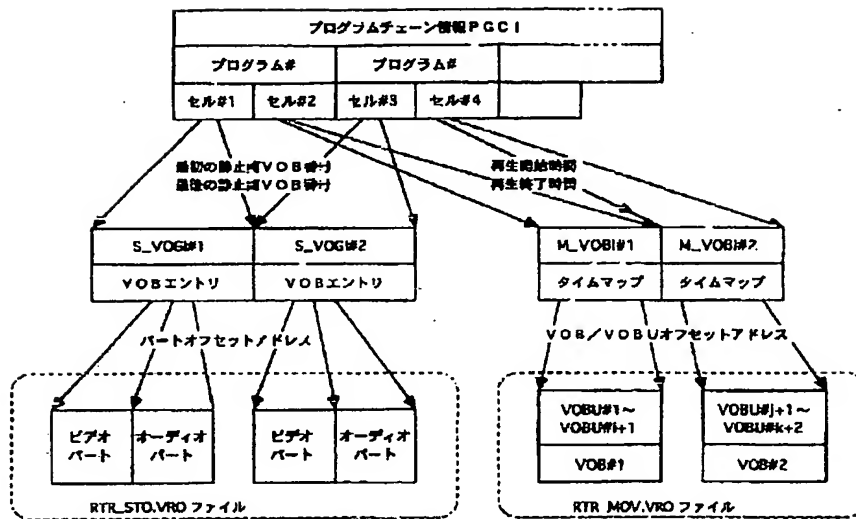 プログラムチェーン情報PGCI
プログラム# プログラム#
セル#1 セル#2 セル#3 セル#4
最初の静止画VOB番号
最後の静止画VOB番号
再生開始時間
再生終了時間
S_VOGI#1 S_VOGI#2
VOBエントリ VOBエントリ
M_VOBI#1 M_VOBI#2
タイムマップ タイムマップ
パートオフセットアドレス
VOB/VOBUオフセットアドレス
ビデオパート オーディオパート ビデオパート オーディオパート
VOBU#1~
VOBU#i+1
VOB#1
VOBU#j+1~
VOBU#k+2
VOB#2
RTR_STO.VROファイル
RTR_MOV.VROファイル